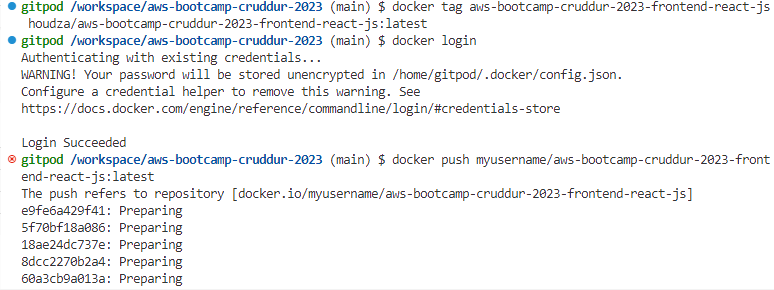 gitpod /workspace/aws-bootcamp-cruddur-2023 (main) $ docker tag aws-bootcamp-cruddur-2023-frontend-react-js
houdza/aws-bootcamp-cruddur-2023-frontend-react-js:latest
gitpod /workspace/aws-bootcamp-cruddur-2023 (main) $ docker login
Authenticating with existing credentials...
WARNING! Your password will be stored unencrypted in /home/gitpod/.docker/config.json.
Configure a credential helper to remove this warning. See
https://docs.docker.com/engine/reference/commandline/login/#credentials-store

Login Succeeded
gitpod /workspace/aws-bootcamp-cruddur-2023 (main) $ docker push myusername/aws-bootcamp-cruddur-2023-front
end-react-js:latest
The push refers to repository [docker.io/myusername/aws-bootcamp-cruddur-2023-frontend-react-js]
e9fe6a429f41: Preparing
5f70bf18a086: Preparing
18ae24dc737e: Preparing
8dcc2270b2a4: Preparing
60a3cb9a013a: Preparing